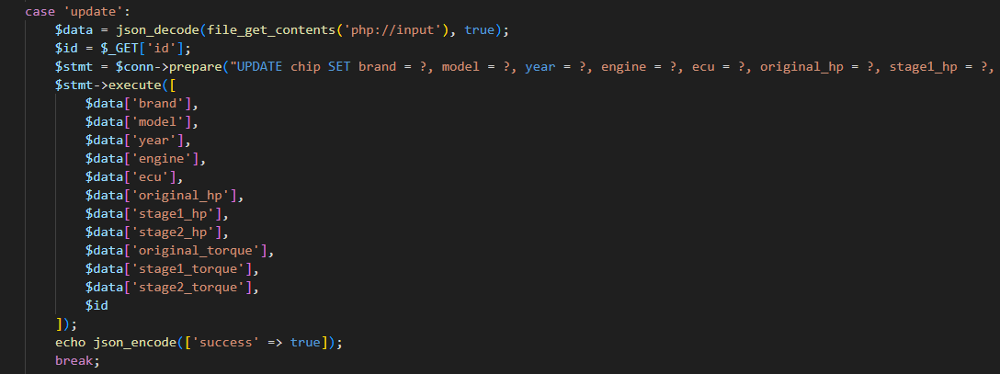 case 'update':
$data = json_decode(file_get_contents('php://input'), true);
$id = $_GET['id'];
$stmt = $conn->prepare("UPDATE chip SET brand = ?, model = ?, year = ?, engine = ?, ecu = ?, original_hp = ?, stage1_hp = ?,
$stmt->execute([
$data['brand'],
$data['model'],
$data['year'],
$data['engine'],
$data['ecu'],
$data['original_hp'],
$data['stage1_hp'],
$data['stage2_hp'],
$data['original_torque'],
$data['stage1_torque'],
$data['stage2_torque'],
$id
]);
echo json_encode(['success' => true]);
break;